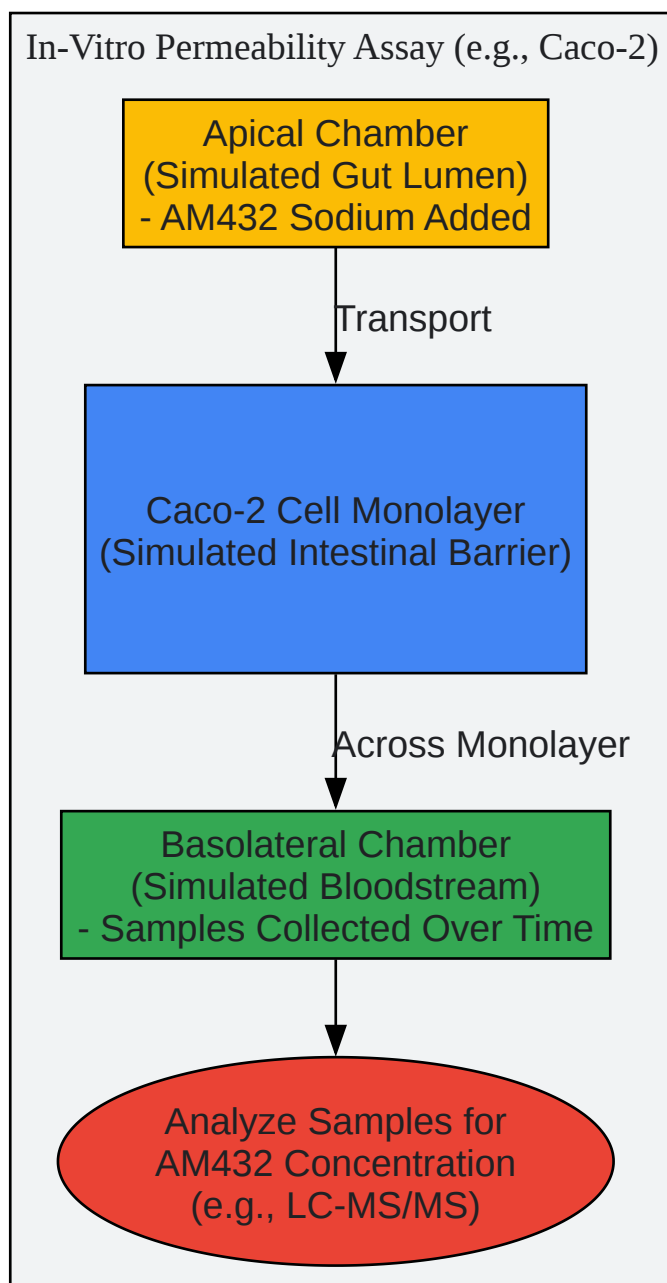 In-Vitro Permeability Assay (e.g., Caco-2)
Apical Chamber
(Simulated Gut Lumen)
- AM432 Sodium Added
Transport
Caco-2 Cell Monolayer
(Simulated Intestinal Barrier)
Across Monolayer
Basolateral Chamber
(Simulated Bloodstream)
- Samples Collected Over Time
Analyze Samples for
AM432 Concentration
(e.g., LC-MS/MS)